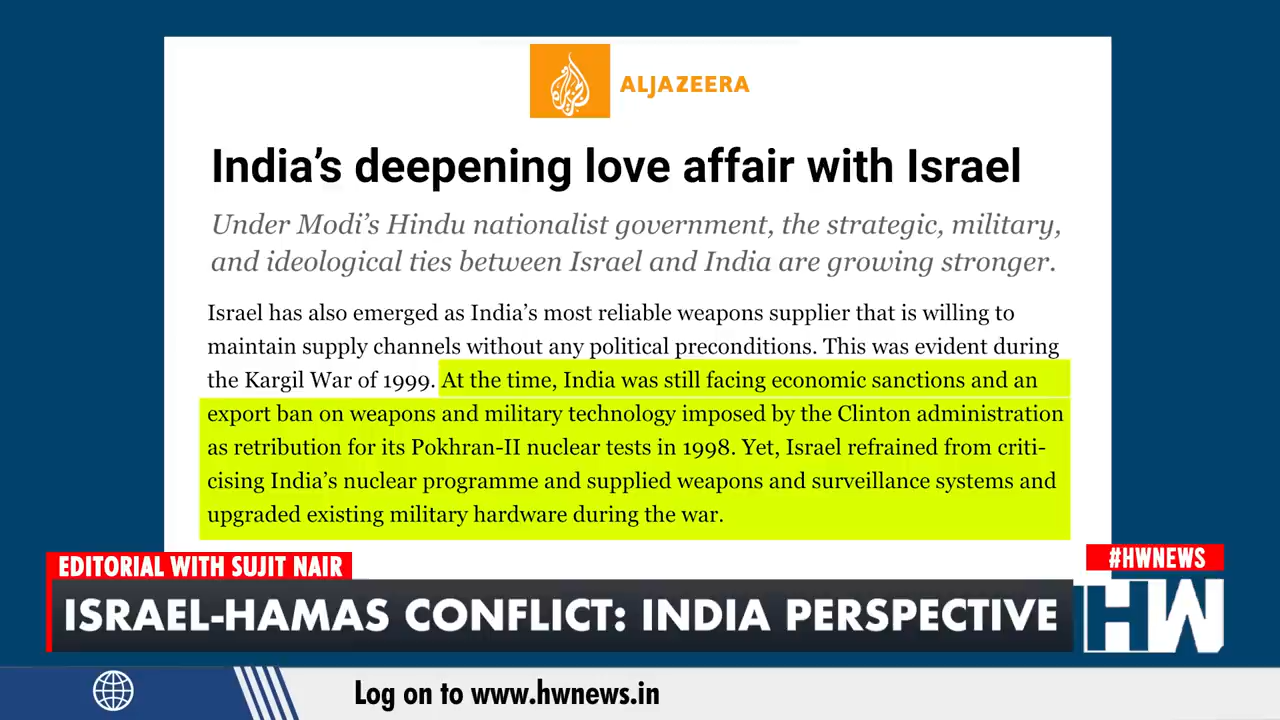 ALJAZEERA
India's deepening love affair with Israel
Under Modi's Hindu nationalist government, the strategic, military,
and ideological ties between Israel and India are growing stronger.
Israel has also emerged as India's most reliable weapons supplier that is willing to
maintain supply channels without any political preconditions. This was evident during
the Kargil War of 1999. At the time, India was still facing economic sanctions and an
export ban on weapons and military technology imposed by the Clinton administration
as retribution for its Pokhran-II nuclear tests in 1998. Yet, Israel refrained from criti-
cising India's nuclear programme and supplied weapons and surveillance systems and
upgraded existing military hardware during the war.
EDITORIAL WITH SUJIT NAIR
#HWNEWS
ISRAEL-HAMAS CONFLICT: INDIA PERSPECTIVE
HW
Log on to www.hwnews.in